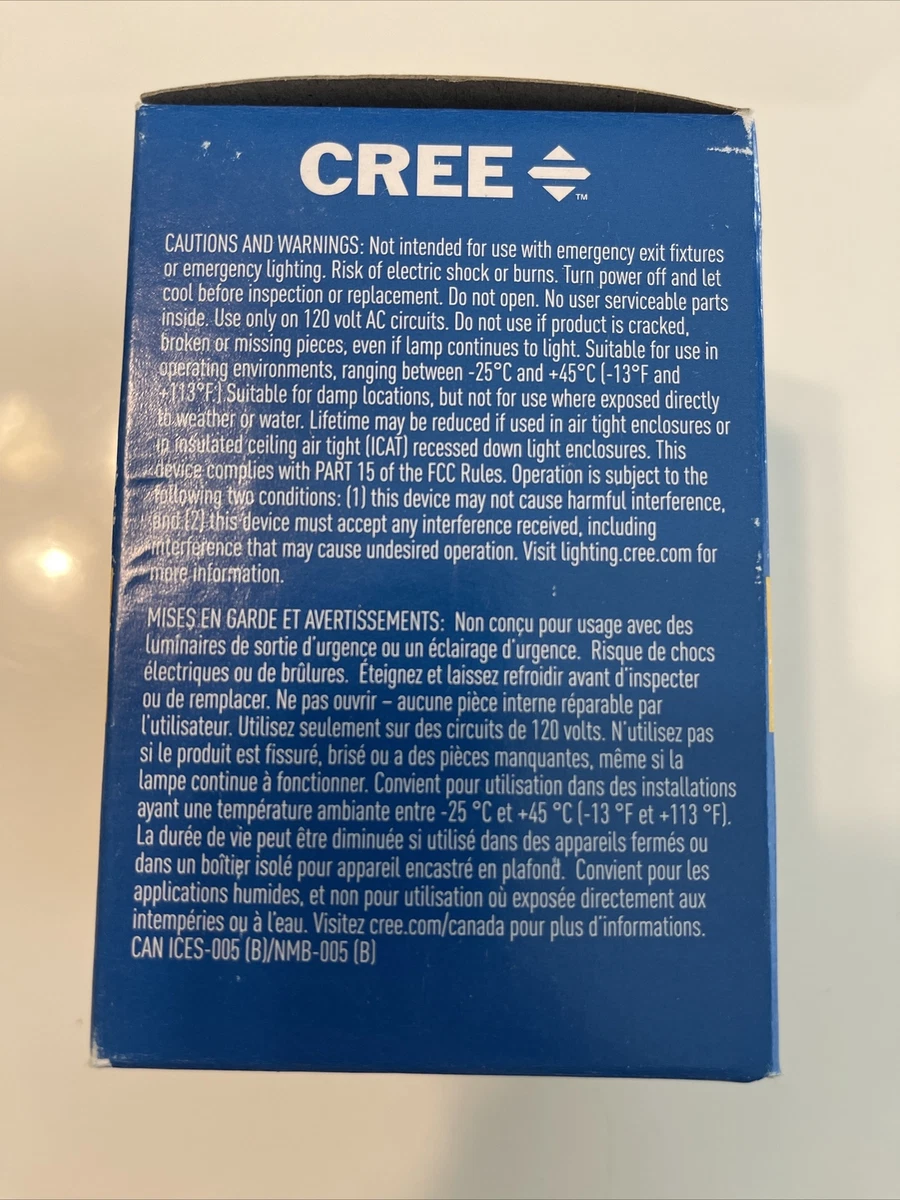 CREE
TM
CAUTIONS AND WARNINGS: Not intended for use with emergency exit fixtures
or emergency lighting. Risk of electric shock or burns. Turn power off and let
cool before inspection or replacement. Do not open. No user serviceable parts
inside. Use only on 120 volt AC circuits. Do not use if product is cracked,
broken or missing pieces, even if lamp continues to light. Suitable for use in
operating environments, ranging between -25°C and +45°C (-13°F and
+113°F.) Suitable for damp locations, but not for use where exposed directly
to weather or water. Lifetime may be reduced if used in air tight enclosures or
in insulated ceiling air tight (ICAT) recessed down light enclosures. This
device complies with PART 15 of the FCC Rules. Operation is subject to the
following two conditions: (1) this device may not cause harmful interference,
and (2) this device must accept any interference received, including
interference that may cause undesired operation. Visit lighting.cree.com for
more information.
MISES EN GARDE ET AVERTISSEMENTS: Non conçu pour usage avec des
luminaires de sortie d'urgence ou un éclairage d'urgence. Risque de chocs
électriques ou de brûlures. Éteignez et laissez refroidir avant d'inspecter
ou de remplacer. Ne pas ouvrir – aucune pièce interne réparable par
l'utilisateur. Utilisez seulement sur des circuits de 120 volts. N'utilisez pas
si le produit est fissuré, brisé ou a des pièces manquantes, même si la
lampe continue à fonctionner. Convient pour utilisation dans des installations
ayant une température ambiante entre -25 °C et +45 °C (-13 °F et +113 °F).
La durée de vie peut être diminuée si utilisé dans des appareils fermés ou
dans un boîtier isolé pour appareil encastré en plafond. Convient pour les
applications humides, et non pour utilisation où exposée directement aux
intempéries ou à l'eau. Visitez cree.com/canada pour plus d'informations.
CAN ICES-005 (B)/NMB-005 (B)